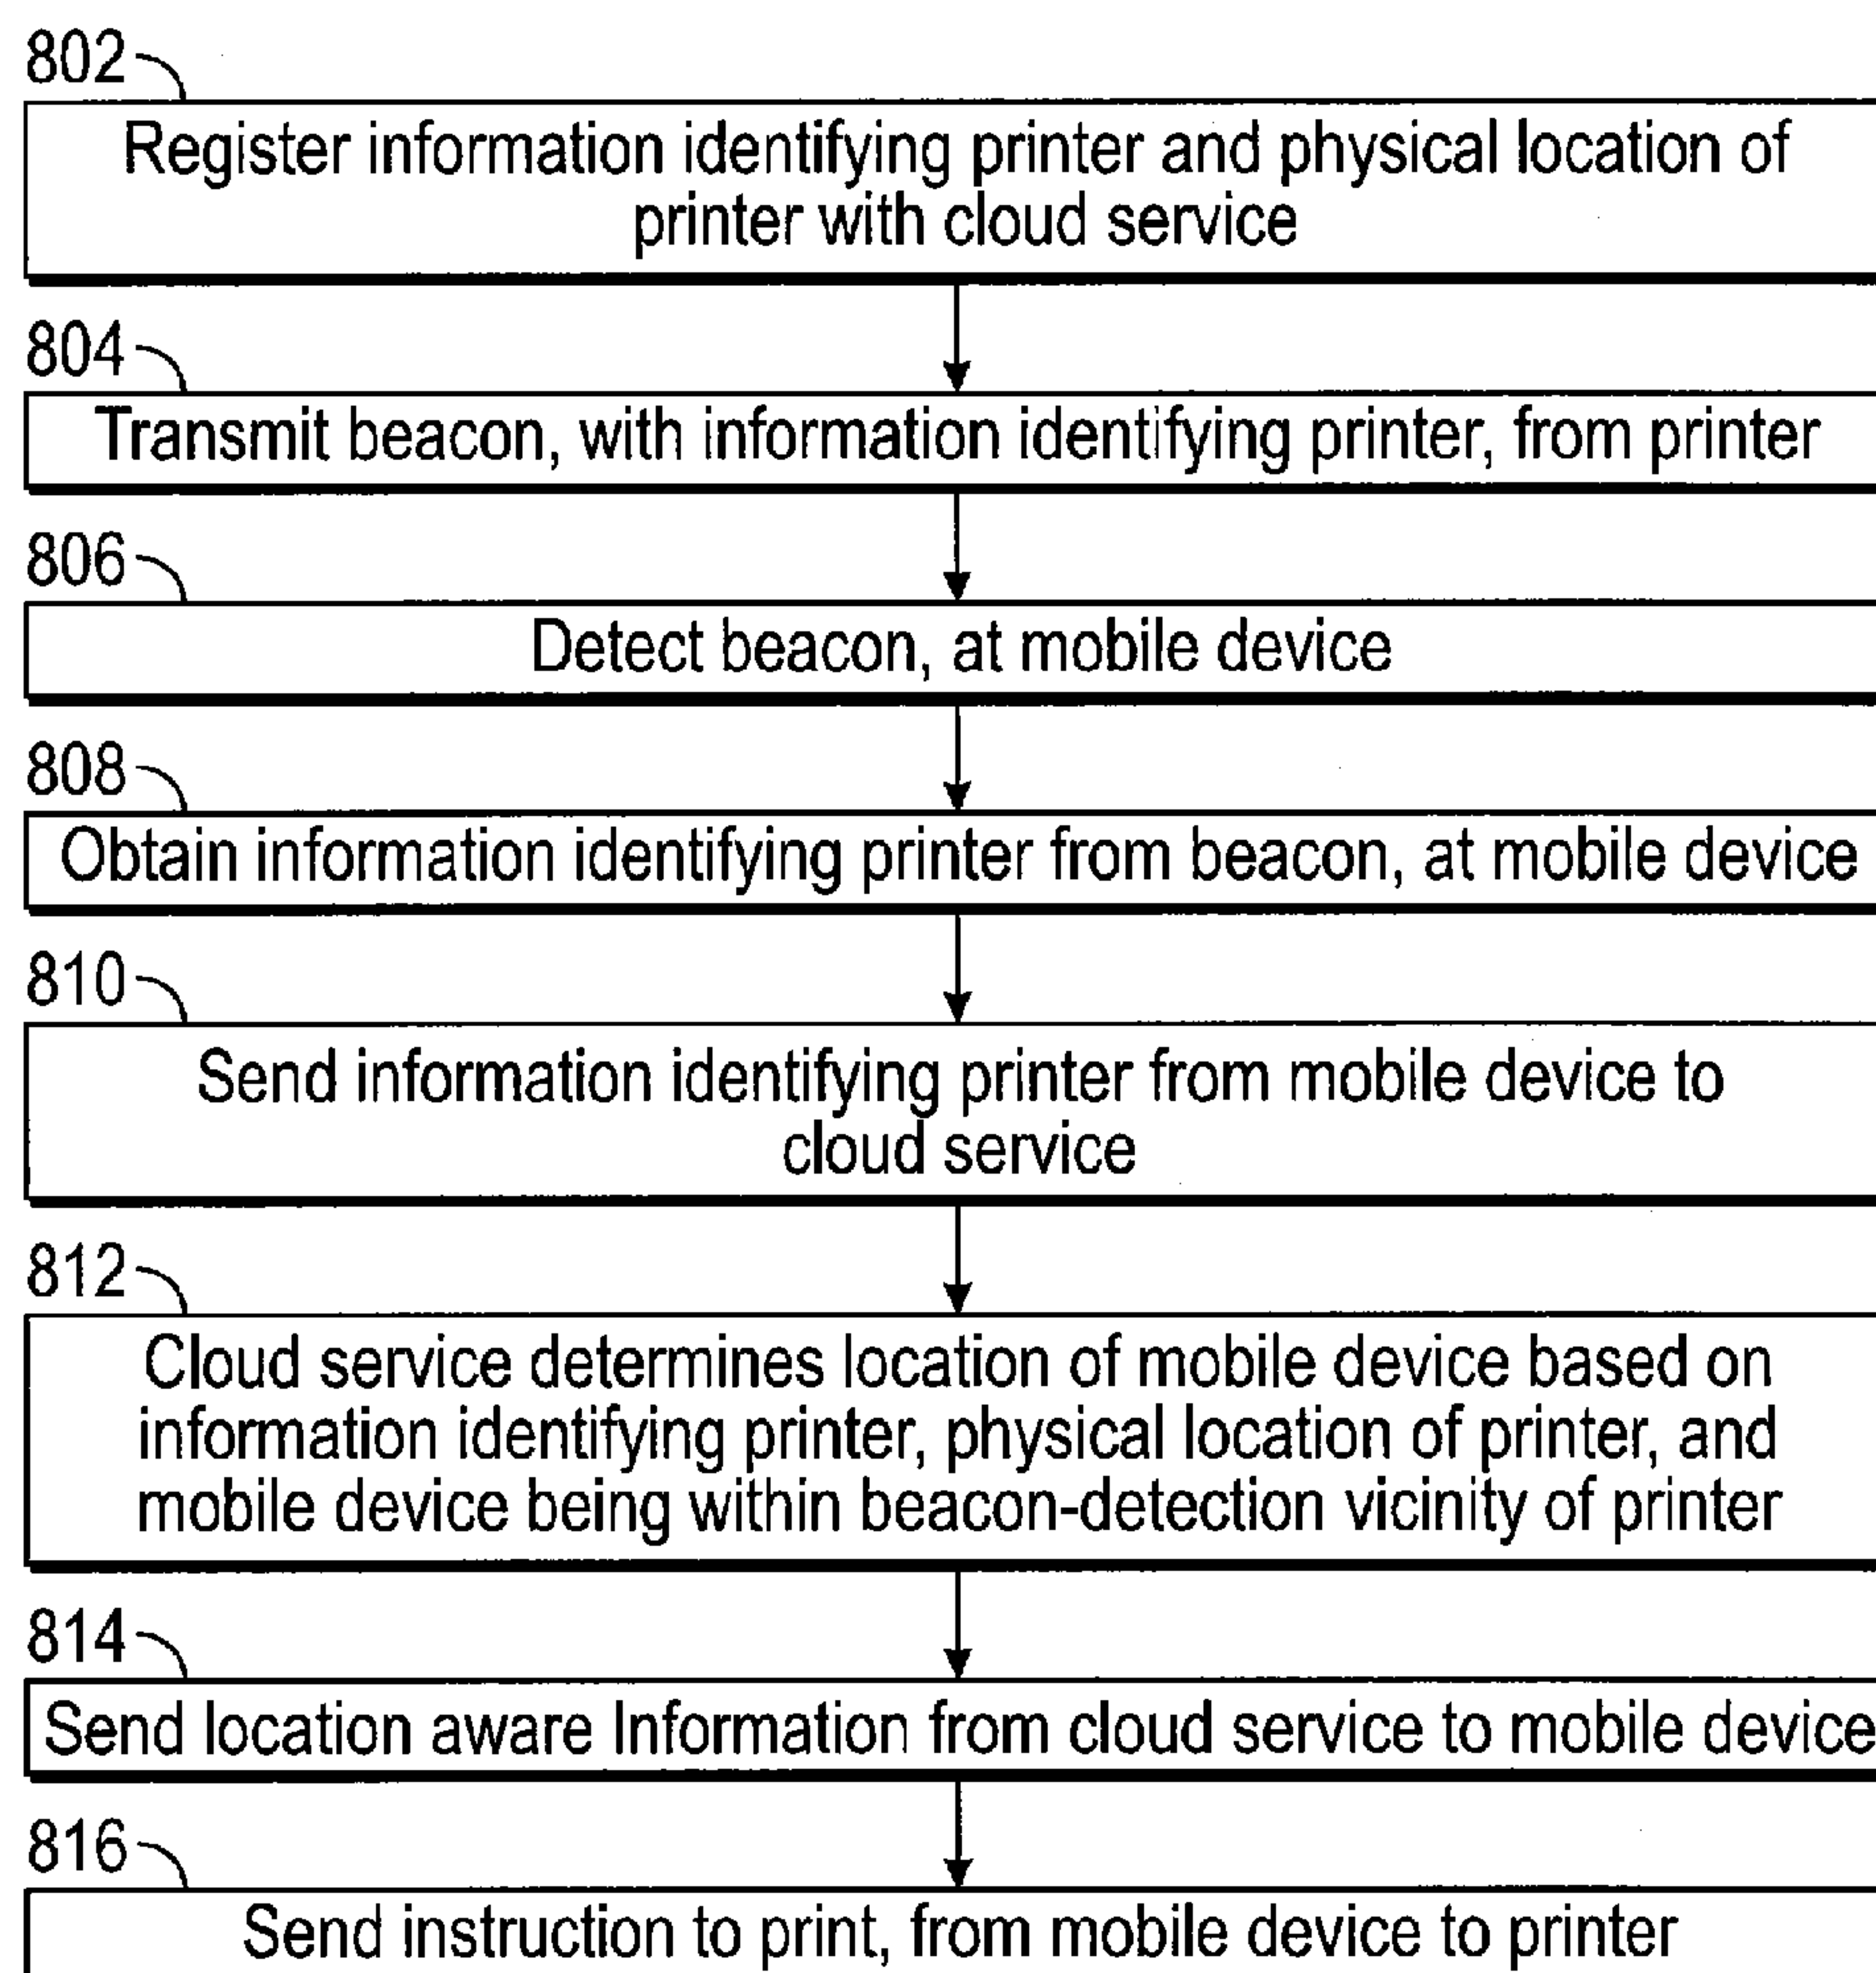 802
Register information identifying printer and physical location of
printer with cloud service
804
Transmit beacon, with information identifying printer, from printer
806
Detect beacon, at mobile device
808
Obtain information identifying printer from beacon, at mobile device
810
Send information identifying printer from mobile device to
cloud service
812
Cloud service determines location of mobile device based on
information identifying printer, physical location of printer, and
mobile device being within beacon-detection vicinity of printer
814
Send location aware Information from cloud service to mobile device
816
Send instruction to print, from mobile device to printer